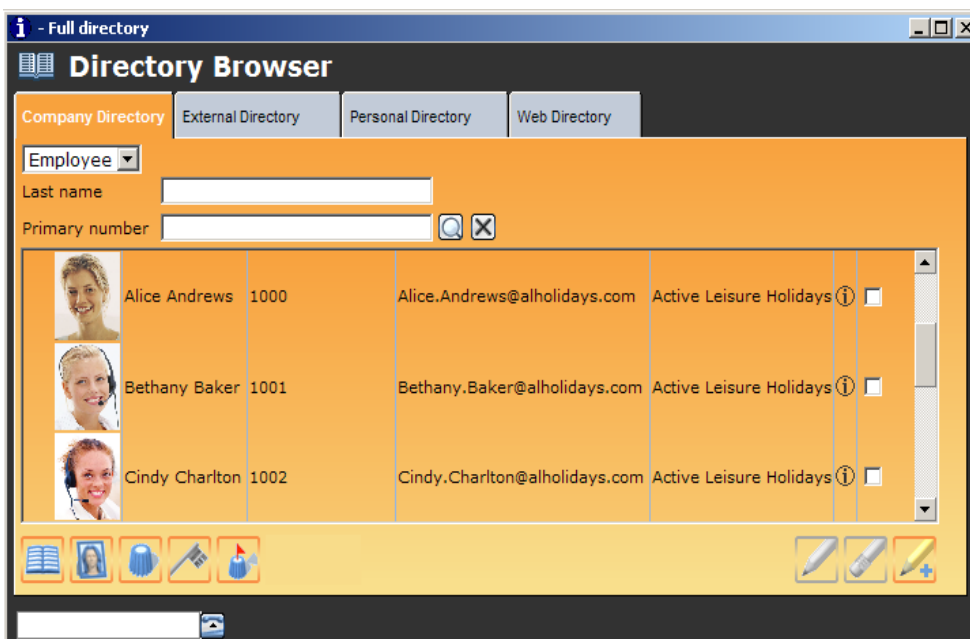 - Full directory
Directory Browser
Company Directory External Directory Personal Directory Web Directory
Employee
Last name
Primary number
Alice Andrews 1000 Alice.Andrews@alholidays.com Active Leisure Holidays
Bethany Baker 1001 Bethany.Baker@alholidays.com Active Leisure Holidays
Cindy Charlton 1002 Cindy.Charlton@alholidays.com Active Leisure Holidays